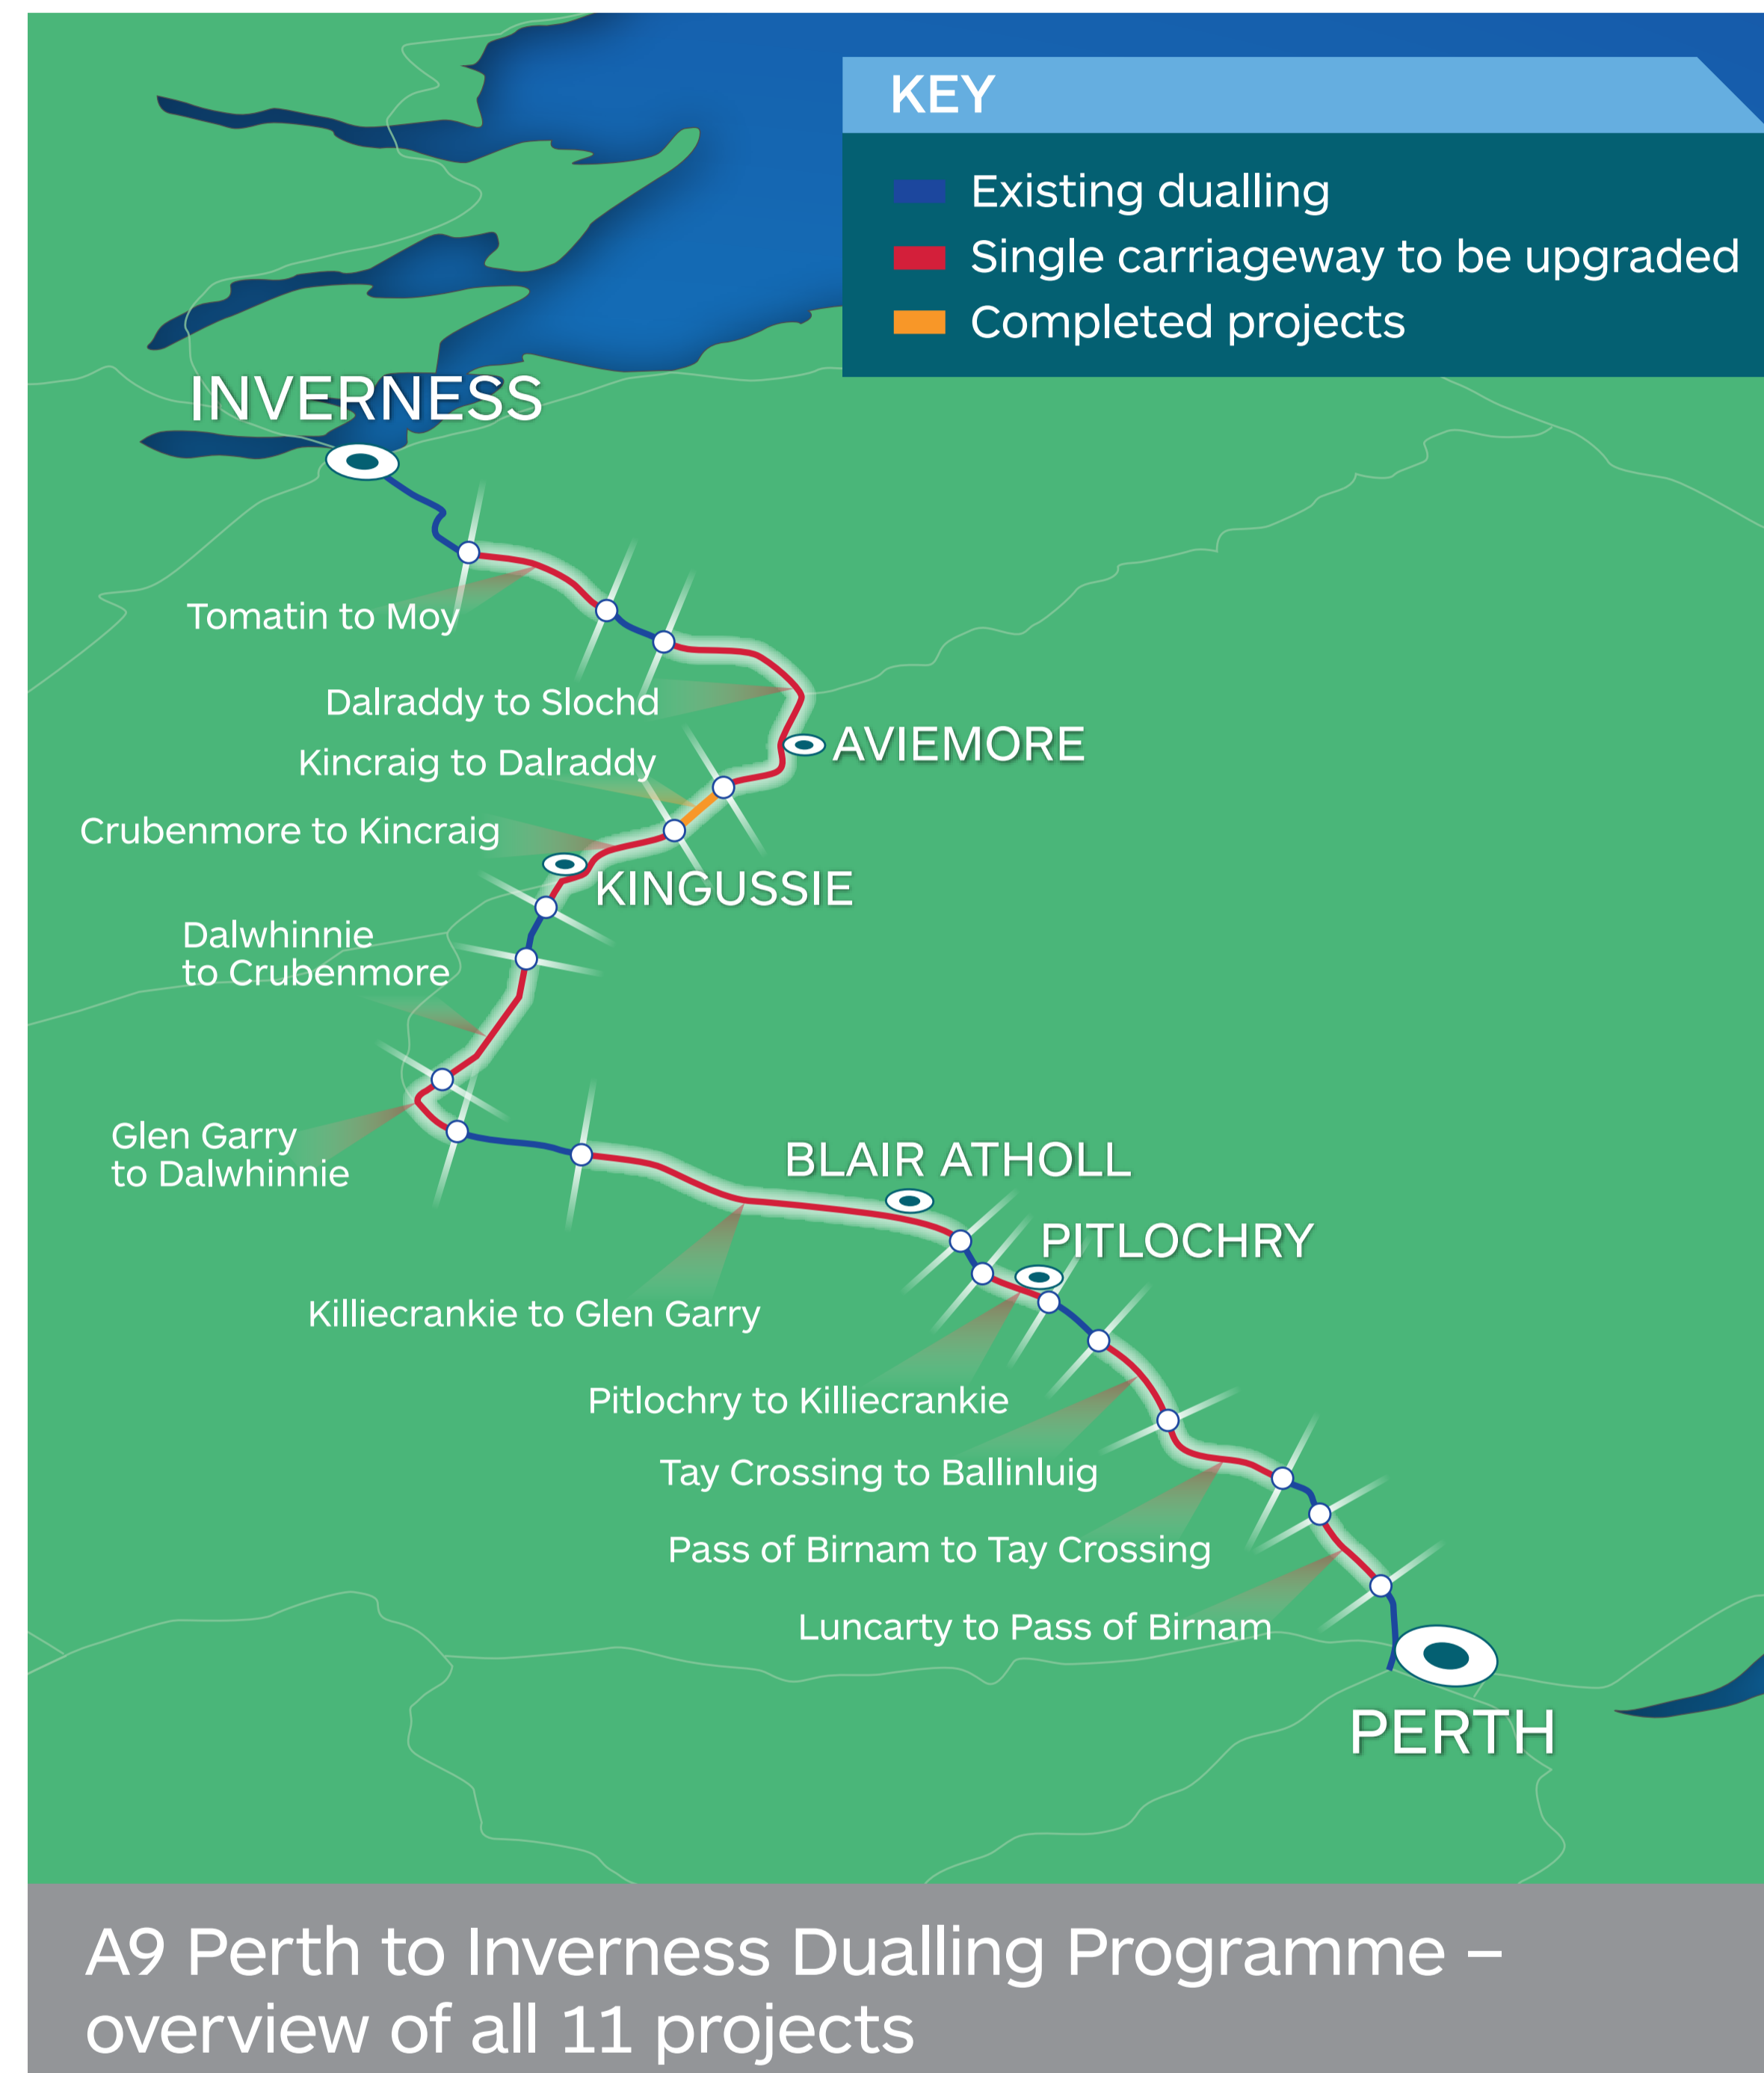 KEY
Existing dualling
Single carriageway to be upgraded
Completed projects
INVERNESS
Tomatin to Moy
Dalraddy to Slochd
AVIEMORE
Kincraig to Dalraddy
Crubenmore to Kincraig
KINGUSSIE
Dalwhinnie
to Crubenmore
Glen Garry
to Dalwhinnie
BLAIR ATHOLL
PITLOCHRY
Killiecrankie to Glen Garry
Pitlochry to Killiecrankie
Tay Crossing to Ballinluig
Pass of Birnam to Tay Crossing
Luncarty to Pass of Birnam
PERTH
A9 Perth to Inverness Dualling Programme –
overview of all 11 projects